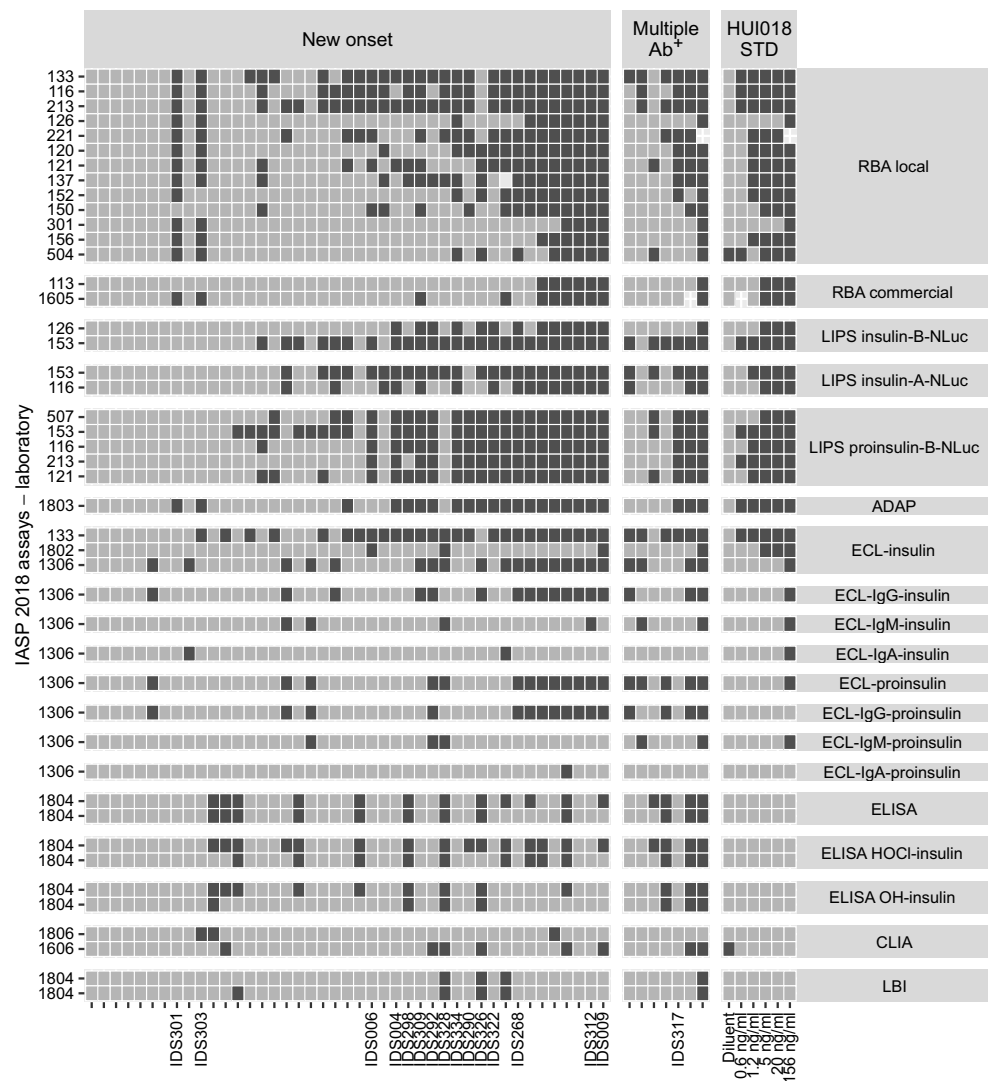 New onset
Multiple
Ab+
HUI018
STD
IASP 2018 assays – laboratory
133
116
213
126
221
120
121
137
152
150
301
156
504
RBA local
113
1605
RBA commercial
126
153
LIPS insulin-B-NLuc
153
116
LIPS insulin-A-NLuc
507
153
116
213
121
LIPS proinsulin-B-NLuc
1803
ADAP
133
1802
1306
ECL-insulin
1306
ECL-IgG-insulin
1306
ECL-IgM-insulin
1306
ECL-IgA-insulin
1306
ECL-proinsulin
1306
ECL-IgG-proinsulin
1306
ECL-IgM-proinsulin
1306
ECL-IgA-proinsulin
1804
1804
ELISA
1804
1804
ELISA HOCl-insulin
1804
1804
ELISA OH-insulin
1806
1606
CLIA
1804
1804
LBI
IDS301
IDS303
IDS006
IDS004
IDS298
IDS309
IDS292
IDS328
IDS334
IDS290
IDS326
IDS322
IDS268
IDS312
IDS009
IDS317
Diluent
0.6 ng/ml
1.2 ng/ml
5 ng/ml
20 ng/ml
156 ng/ml